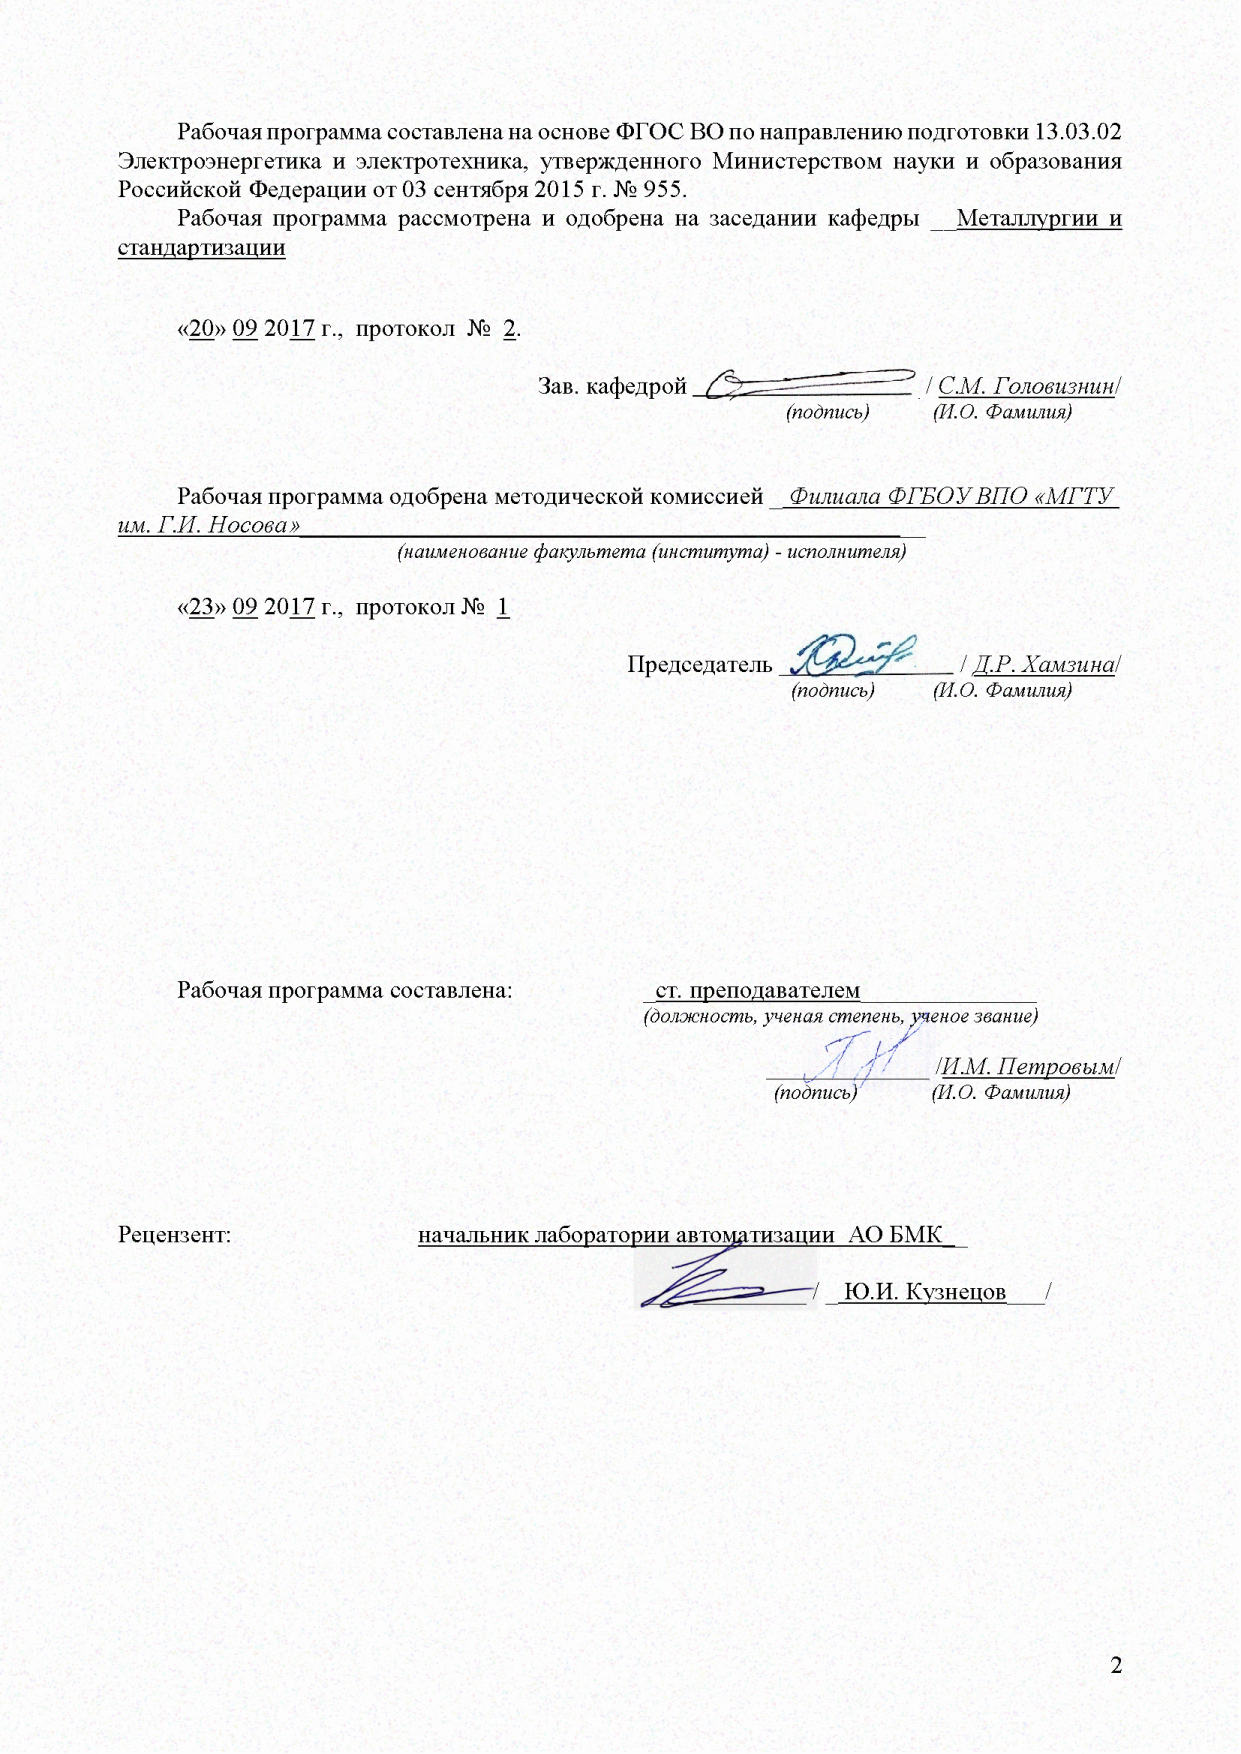 Рабочая программа составлена на основе ФГОС ВО по направлению подготовки 13.03.02
Электроэнергетика и электротехника, утвержденного Министерством науки и образования
Российской Федерации от 03 сентября 2015 г. № 955.
Рабочая программа рассмотрена и одобрена на заседании кафедры __Металлургии и
стандартизации
«20» 09 2017 г., протокол № 2.
Зав. кафедрой / С.М. Головизнин/
(подпись) (И.О. Фамилия)
Рабочая программа одобрена методической комиссией _ Филиала ФГБОУ ВПО «МГТУ
им. Г.И. Носова»
(наименование факультета (института) - исполнителя)
«23» 09 2017 г., протокол № 1
Председатель / Д.Р. Хамзина/
(подпись) (И.О. Фамилия)
Рабочая программа составлена: _ст. преподавателем
(должность, ученая степень, ученое звание)
/И.М. Петровым/
(подпись) (И.О. Фамилия)
Рецензент: начальник лаборатории автоматизации АО БМК
/ Ю.И. Кузнецов /
2